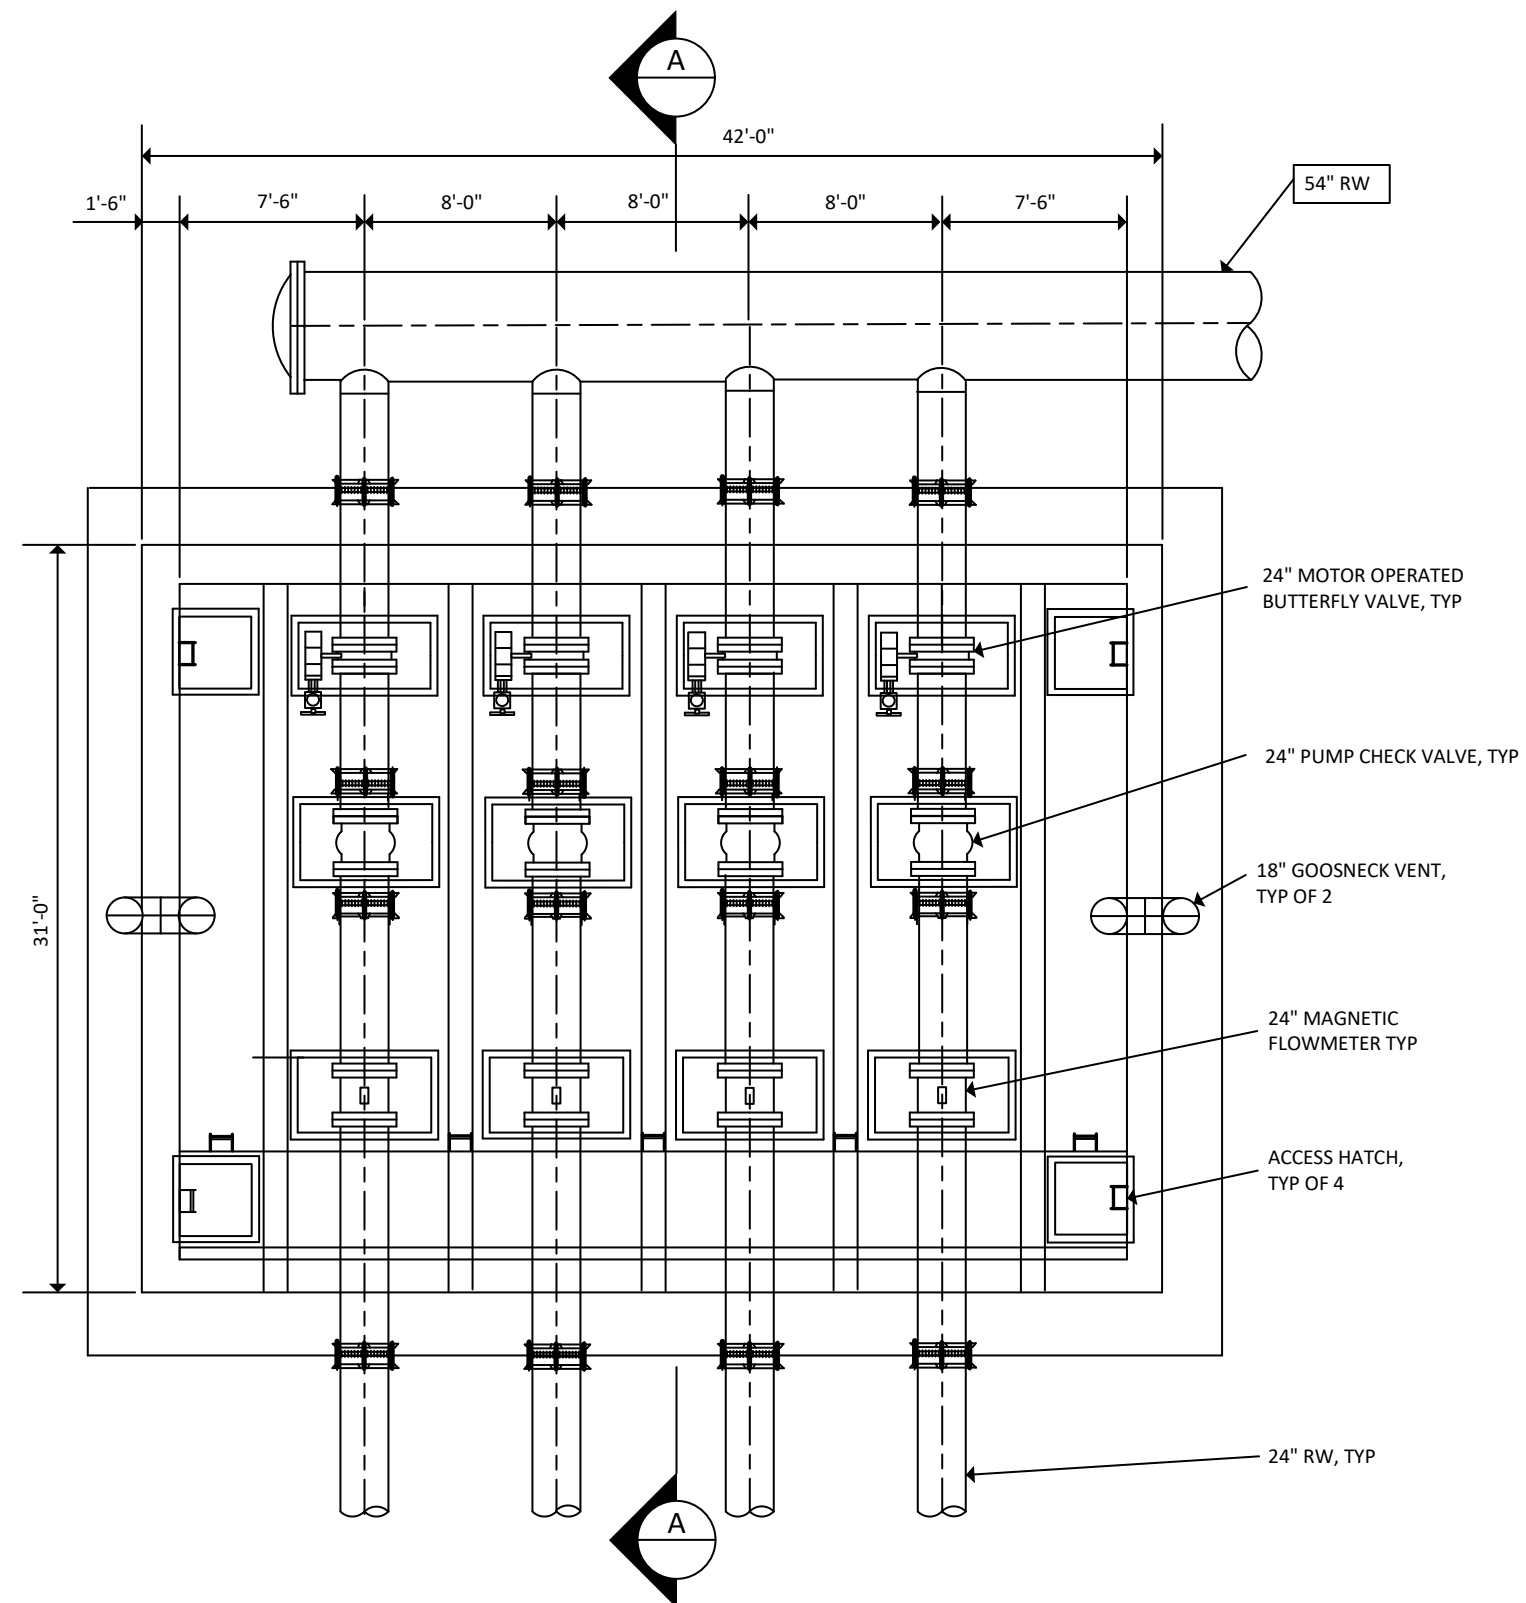 A
42'-0"
1'-6"
7'-6"
8'-0"
8'-0"
8'-0"
7'-6"
54" RW
24" MOTOR OPERATED
BUTTERFLY VALVE, TYP
24" PUMP CHECK VALVE, TYP
18" GOOSNECK VENT,
TYP OF 2
31'-0"
24" MAGNETIC
FLOWMETER TYP
ACCESS HATCH,
TYP OF 4
24" RW, TYP
A